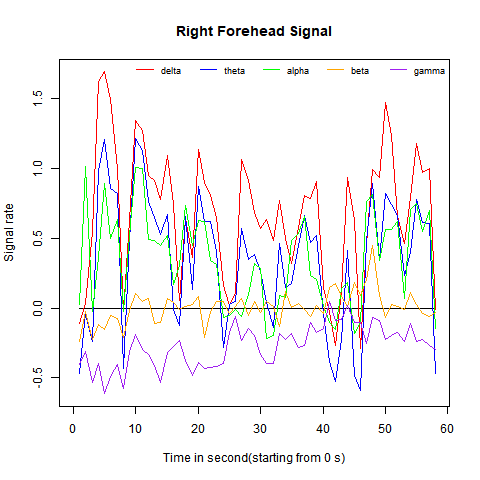 Right Forehead Signal
delta theta alpha beta gamma
Signal rate
1.5
1.0
0.5
0.0
-0.5
0 10 20 30 40 50 60
Time in second(starting from 0 s)